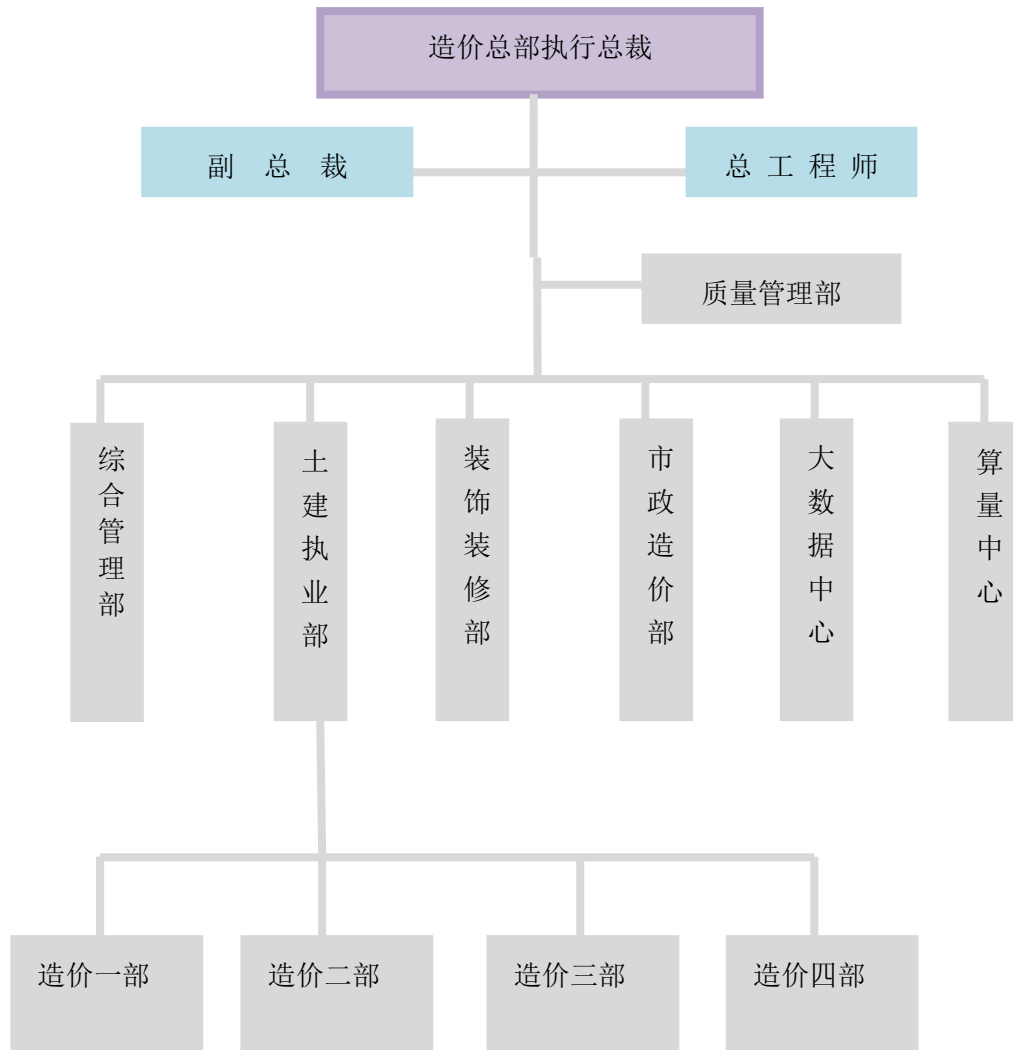 造价总部执行总裁
副 总 裁
总 工 程 师
质量管理部
综合管理部
土建执业部
装饰装修部
市政造价部
大数据中心
算量中心
造价一部
造价二部
造价三部
造价四部